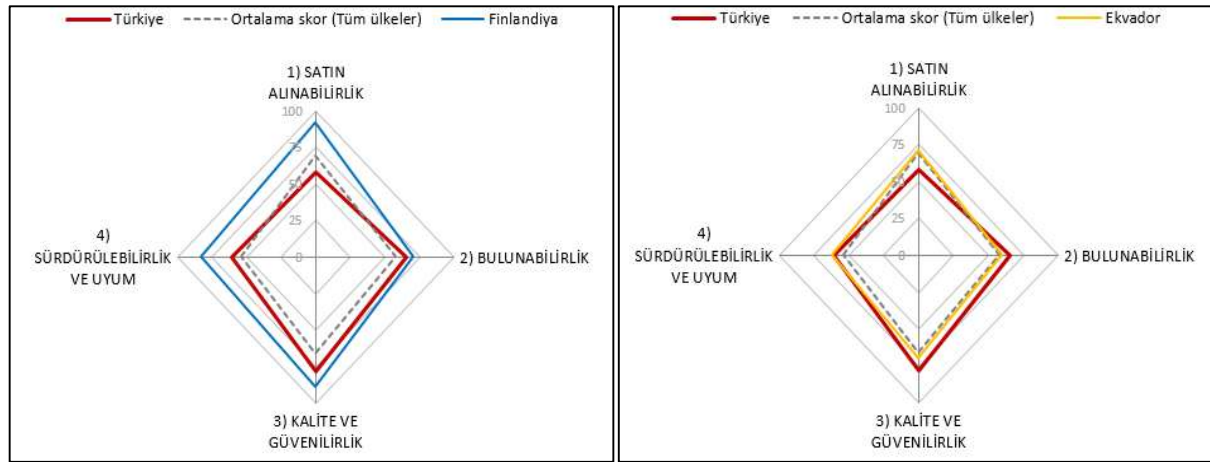 Türkiye Ortalama skor (Tüm ülkeler) Finlandiya
1) SATIN
ALINABİLİRLİK
100
75
50
25
0
4)
SÜRDÜRÜLEBİLİRLİK
VE UYUM
2) BULUNABİLİRLİK
3) KALİTE VE
GÜVENİLİRLİK
Türkiye Ortalama skor (Tüm ülkeler) Ekvador
1) SATIN
ALINABİLİRLİK
100
75
50
25
0
4)
SÜRDÜRÜLEBİLİRLİK
VE UYUM
2) BULUNABİLİRLİK
3) KALİTE VE
GÜVENİLİRLİK